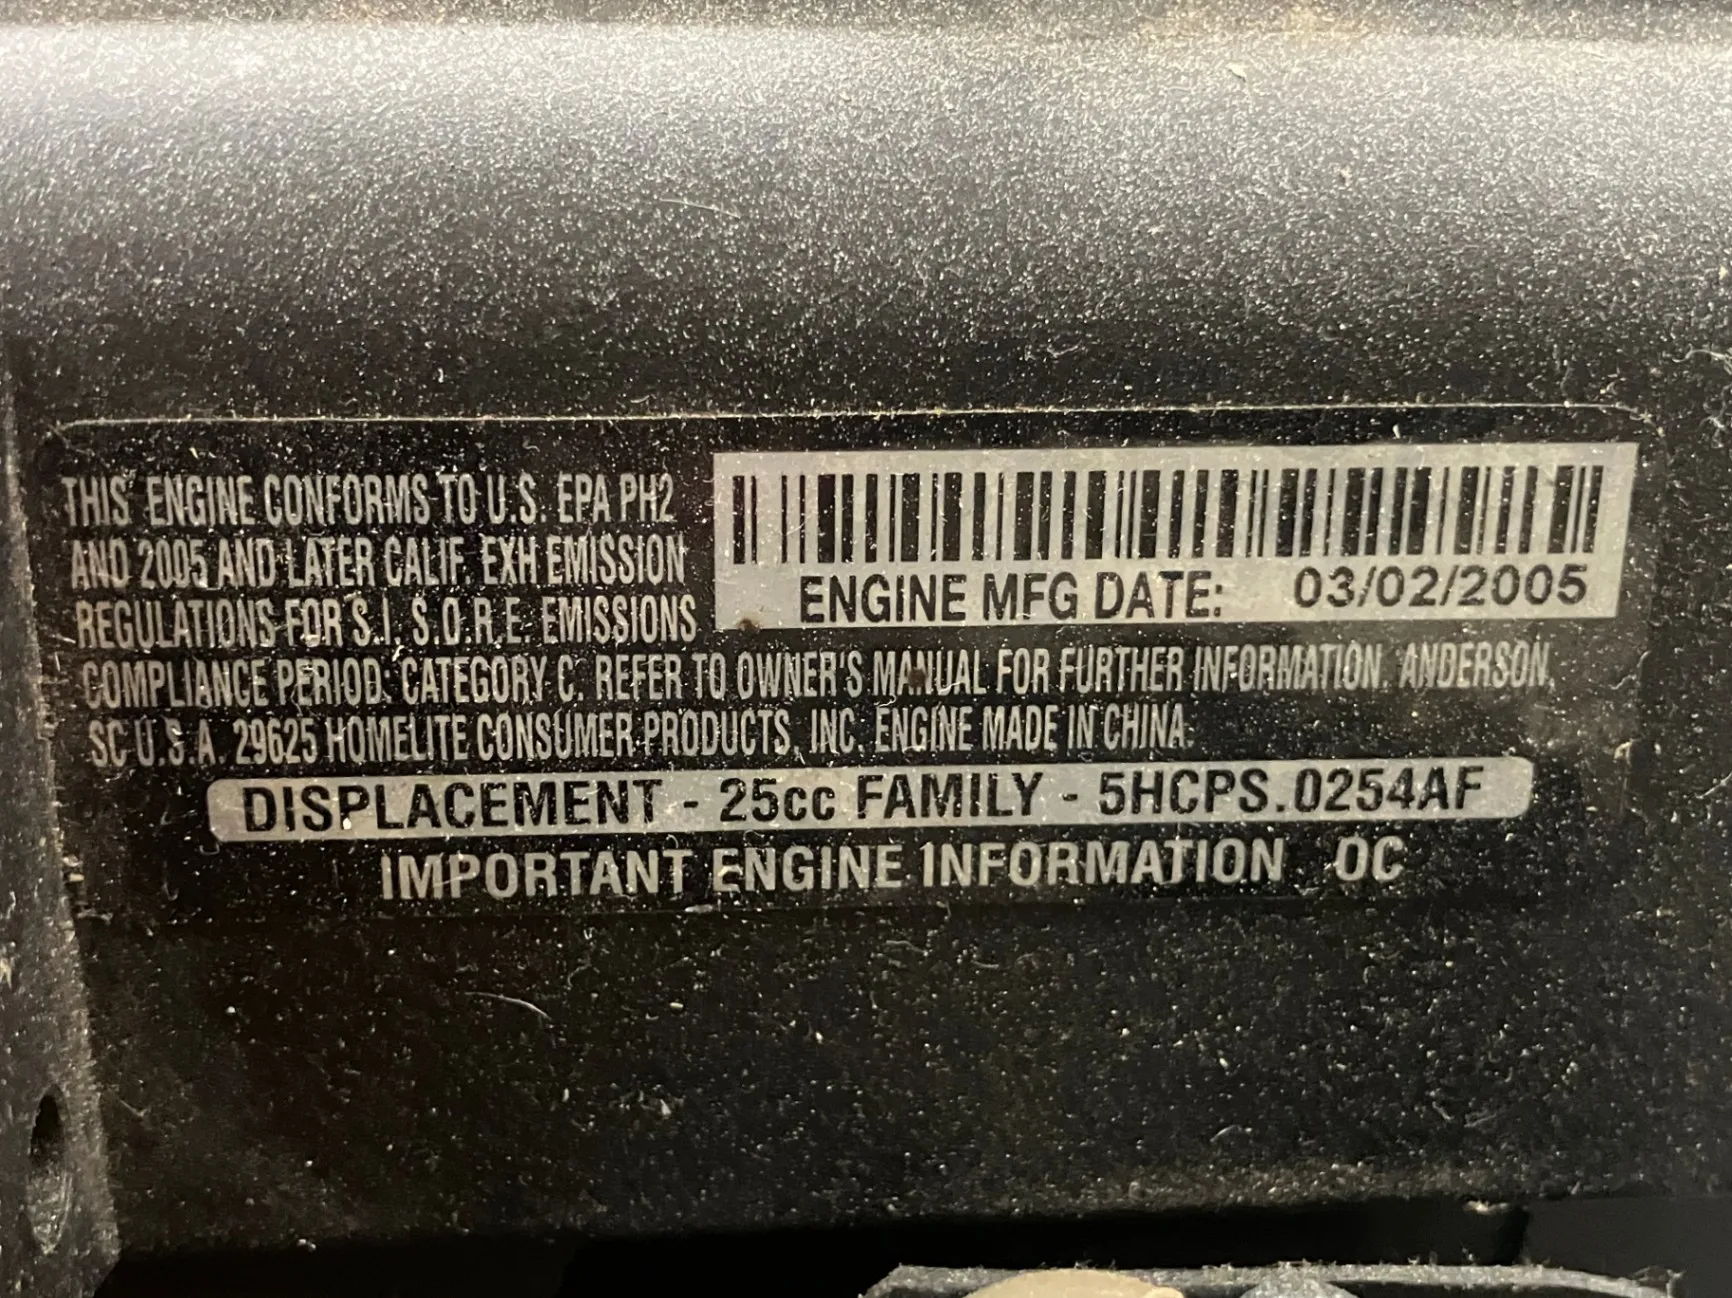 THIS ENGINE CONFORMS TO U.S. EPA PH2
AND 2005 AND LATER CALIF. EXH EMISSION
REGULATIONS FOR S.I. S.O.R.E. EMISSIONS
ENGINE MFG DATE: 03/02/2005
COMPLIANCE PERIOD: CATEGORY C. REFER TO OWNER'S MANUAL FOR FURTHER INFORMATION. ANDERSON,
SC U.S.A. 29625 HOMELITE CONSUMER PRODUCTS, INC. ENGINE MADE IN CHINA.
DISPLACEMENT - 25cc FAMILY - 5HCPS.0254AF
IMPORTANT ENGINE INFORMATION OC